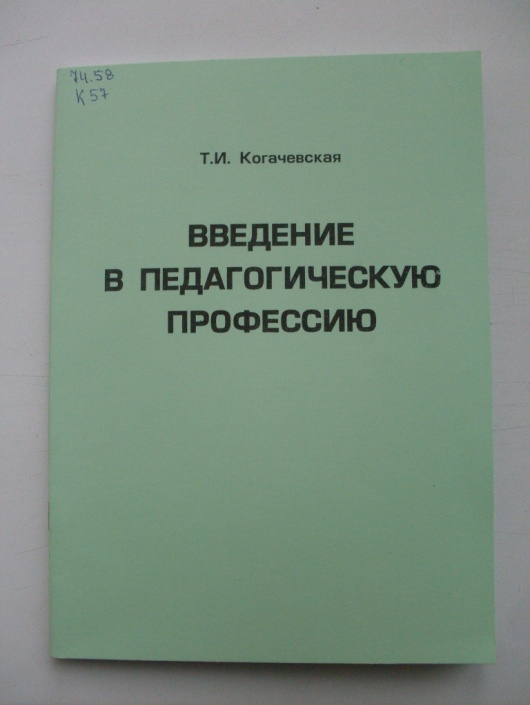 74.58
К57
Т.И. Когачевская
ВВЕДЕНИЕ
В ПЕДАГОГИЧЕСКУЮ
ПРОФЕССИЮ